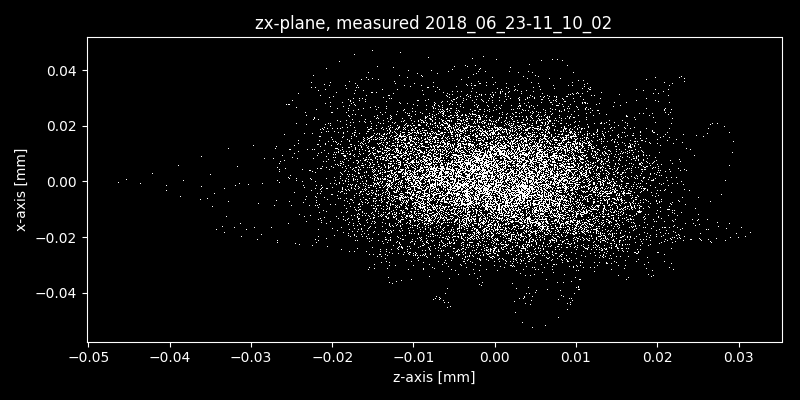 zx-plane, measured 2018_06_23-11_10_02
0.04
0.02
0.00
−0.02
−0.04
x-axis [mm]
−0.05 −0.04 −0.03 −0.02 −0.01 0.00 0.01 0.02 0.03
z-axis [mm]